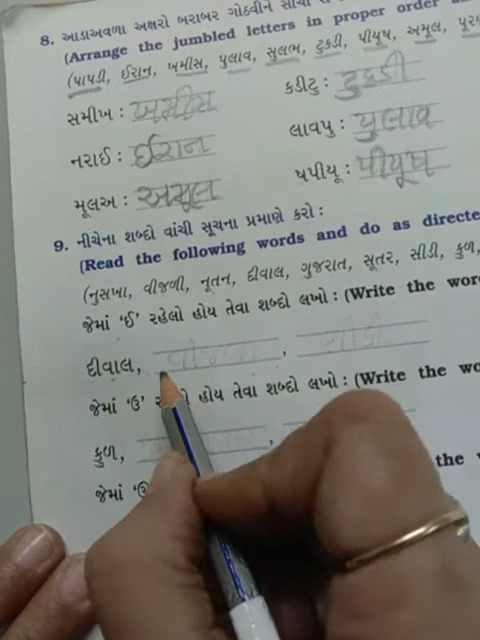 8. આડાઅવળા અક્ષરો બરાબર ગોઠવીને સાચા
(Arrange the jumbled letters in proper order
(પાપડી, ઈરાન, ખમીસ, પુલાવ, સુલભ, ટુકડી, પીયૂષ, અમૂલ,
સમીખ : ખમીસ કડીટુ : ટુકડી
નરાઈ : ઈરાન લાવપુ : પુલાવ
મૂલઅ : અમૂલ ષપીયૂ : પીયૂષ
9. નીચેના શબ્દો વાંચી સૂચના પ્રમાણે કરો :
(Read the following words and do as directe
(નુસખા, વીજળી, નૂતન, દીવાલ, ગુજરાત, સૂતર, સીડી, કુળ,
જેમાં 'ઈ' રહેલો હોય તેવા શબ્દો લખો : (Write the wor
દીવાલ, વીજળી, સીડી
જેમાં 'ઉ' હોય તેવા શબ્દો લખો : (Write the wo
કુળ,
જેમાં the w